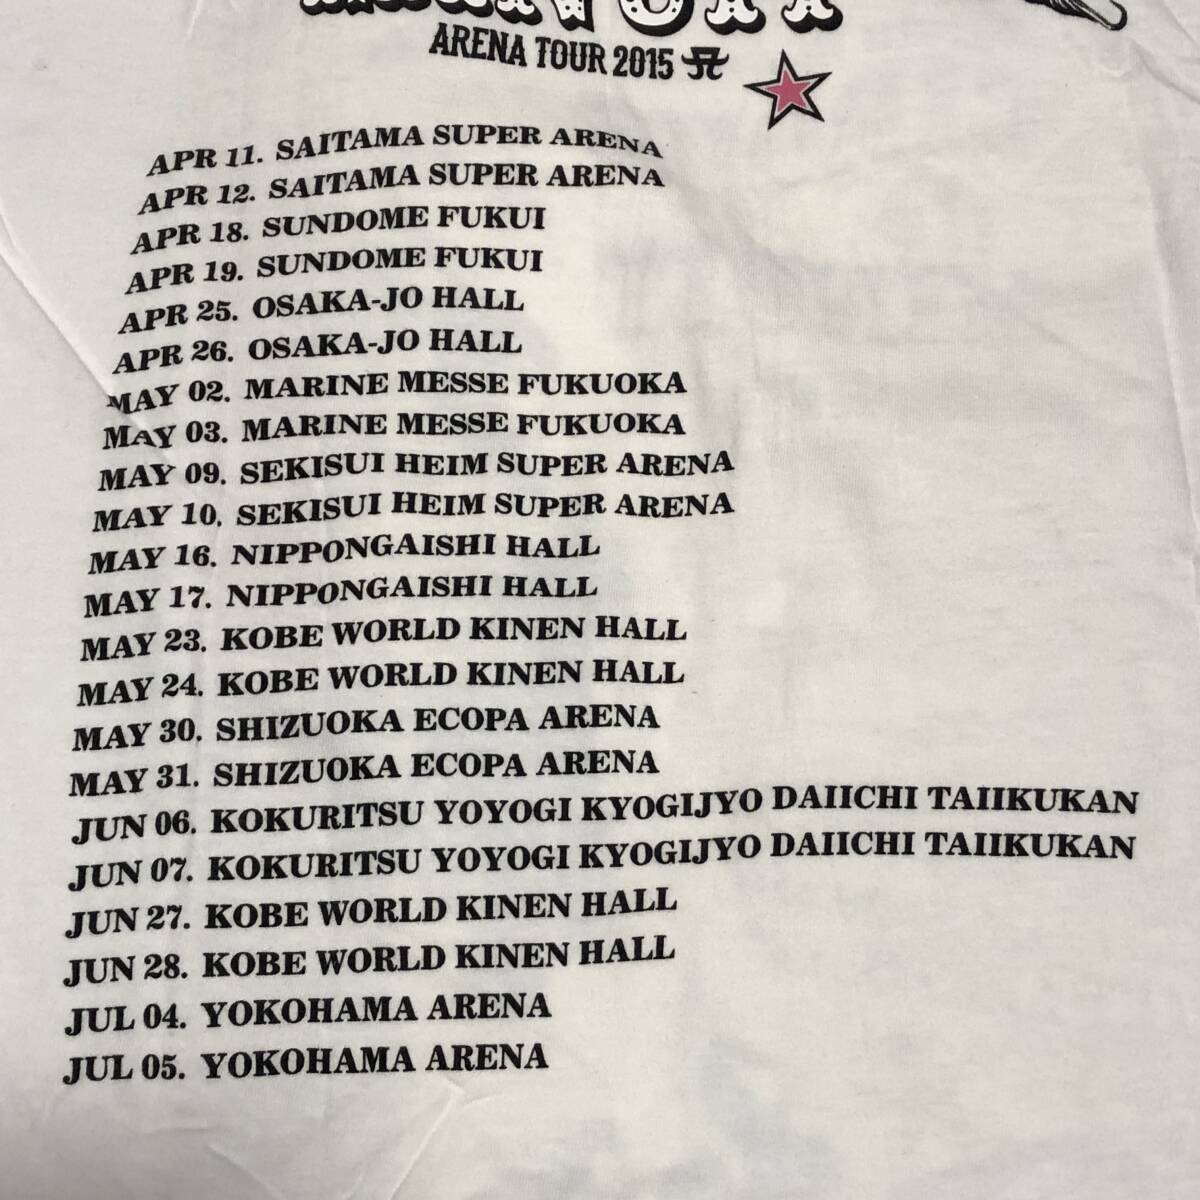 ARENA TOUR 2015
APR 11. SAITAMA SUPER ARENA
APR 12. SAITAMA SUPER ARENA
APR 18. SUNDOME FUKUI
APR 19. SUNDOME FUKUI
APR 25. OSAKA-JO HALL
APR 26. OSAKA-JO HALL
MAY 02. MARINE MESSE FUKUOKA
MAY 03. MARINE MESSE FUKUOKA
MAY 09. SEKISUI HEIM SUPER ARENA
MAY 10. SEKISUI HEIM SUPER ARENA
MAY 16. NIPPONGAISHI HALL
MAY 17. NIPPONGAISHI HALL
MAY 23. KOBE WORLD KINEN HALL
MAY 24. KOBE WORLD KINEN HALL
MAY 30. SHIZUOKA ECOPA ARENA
MAY 31. SHIZUOKA ECOPA ARENA
JUN 06. KOKURITSU YOYOGI KYOGIJYO DAIICHI TAIIKUKAN
JUN 07. KOKURITSU YOYOGI KYOGIJYO DAIICHI TAIIKUKAN
JUN 27. KOBE WORLD KINEN HALL
JUN 28. KOBE WORLD KINEN HALL
JUL 04. YOKOHAMA ARENA
JUL 05. YOKOHAMA ARENA